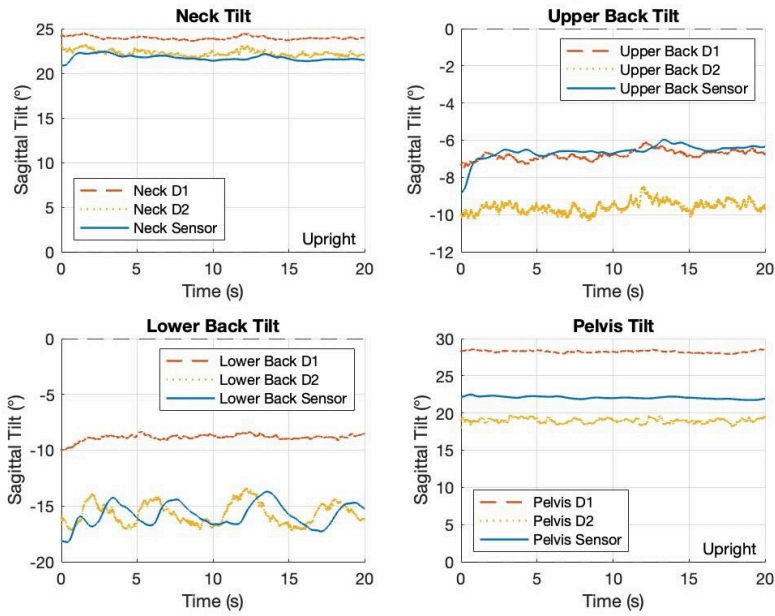 Neck Tilt
25
20
15
10
5
0
Sagittal Tilt (°)
Neck D1
Neck D2
Neck Sensor
Upright
0 5 10 15 20
Time (s)
Upper Back Tilt
0
-2
-4
-6
-8
-10
-12
Sagittal Tilt (°)
Upper Back D1
Upper Back D2
Upper Back Sensor
0 5 10 15 20
Time (s)
Lower Back Tilt
0
-5
-10
-15
-20
Sagittal Tilt (°)
Lower Back D1
Lower Back D2
Lower Back Sensor
0 5 10 15 20
Time (s)
Pelvis Tilt
30
25
20
15
10
5
0
Sagittal Tilt (°)
Pelvis D1
Pelvis D2
Pelvis Sensor
Upright
0 5 10 15 20
Time (s)